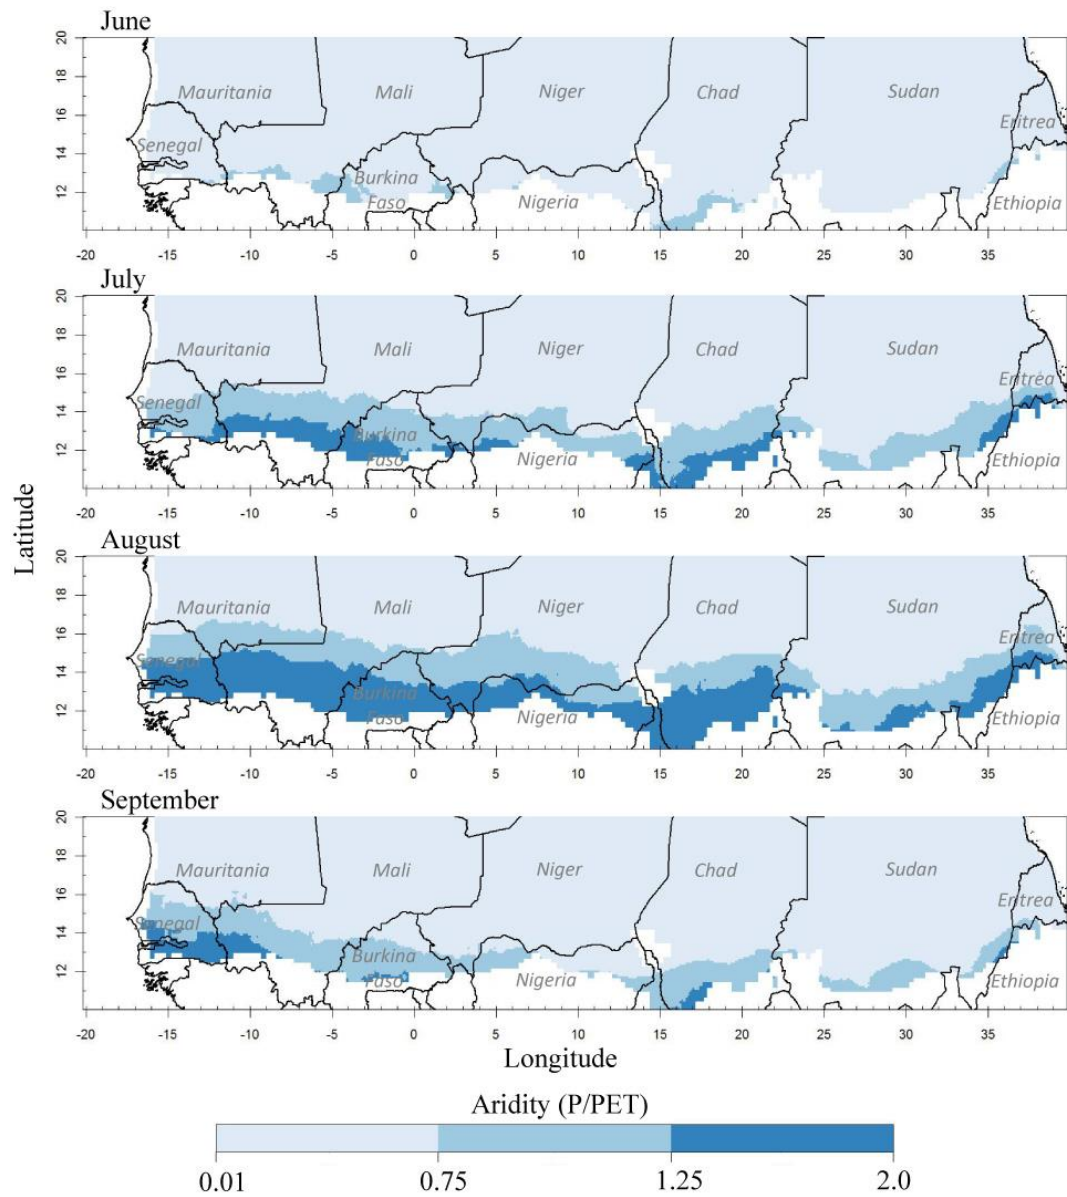 June
20
18
16
14
12
Mauritania Mali Niger Chad Sudan
Eritrea
Senegal
Burkina
Faso Nigeria Ethiopia
-20 -15 -10 -5 0 5 10 15 20 25 30 35
July
20
18
16
14
12
Mauritania Mali Niger Chad Sudan
Eritrea
Senegal
Burkina
Faso Nigeria Ethiopia
-20 -15 -10 -5 0 5 10 15 20 25 30 35
Latitude
August
20
18
16
14
12
Mauritania Mali Niger Chad Sudan
Eritrea
Senegal
Burkina
Faso Nigeria Ethiopia
-20 -15 -10 -5 0 5 10 15 20 25 30 35
September
20
18
16
14
12
Mauritania Mali Niger Chad Sudan
Eritrea
Senegal
Burkina
Faso Nigeria Ethiopia
-20 -15 -10 -5 0 5 10 15 20 25 30 35
Longitude
Aridity (P/PET)
0.01 0.75 1.25 2.0